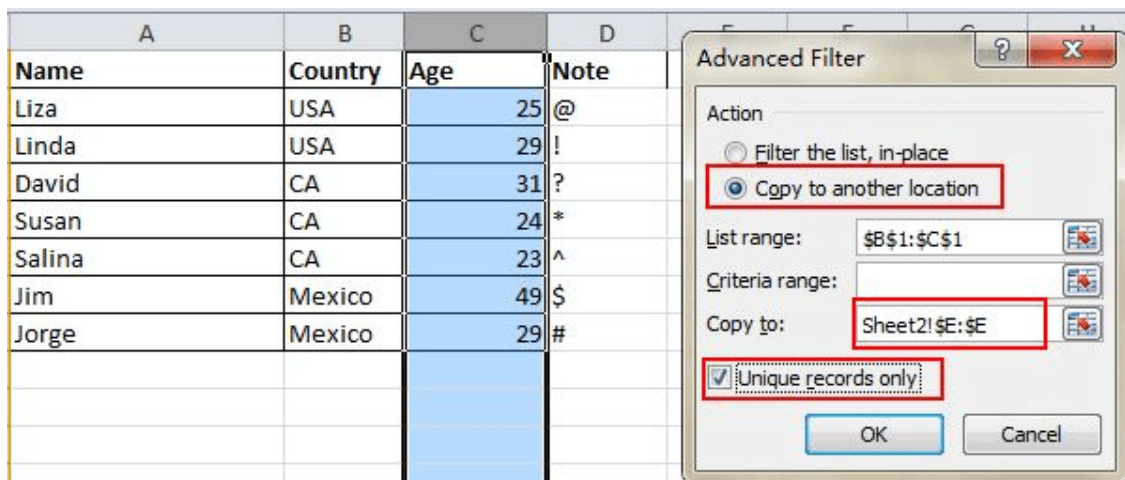 A B C D
Name Country Age Note
Liza USA 25 @
Linda USA 29 !
David CA 31 ?
Susan CA 24 *
Salina CA 23 ^
Jim Mexico 49 $
Jorge Mexico 29 #
Advanced Filter ? X
Action
Filter the list, in-place
Copy to another location
List range: $B$1:$C$1
Criteria range:
Copy to: Sheet2!$E:$E
Unique records only
OK Cancel